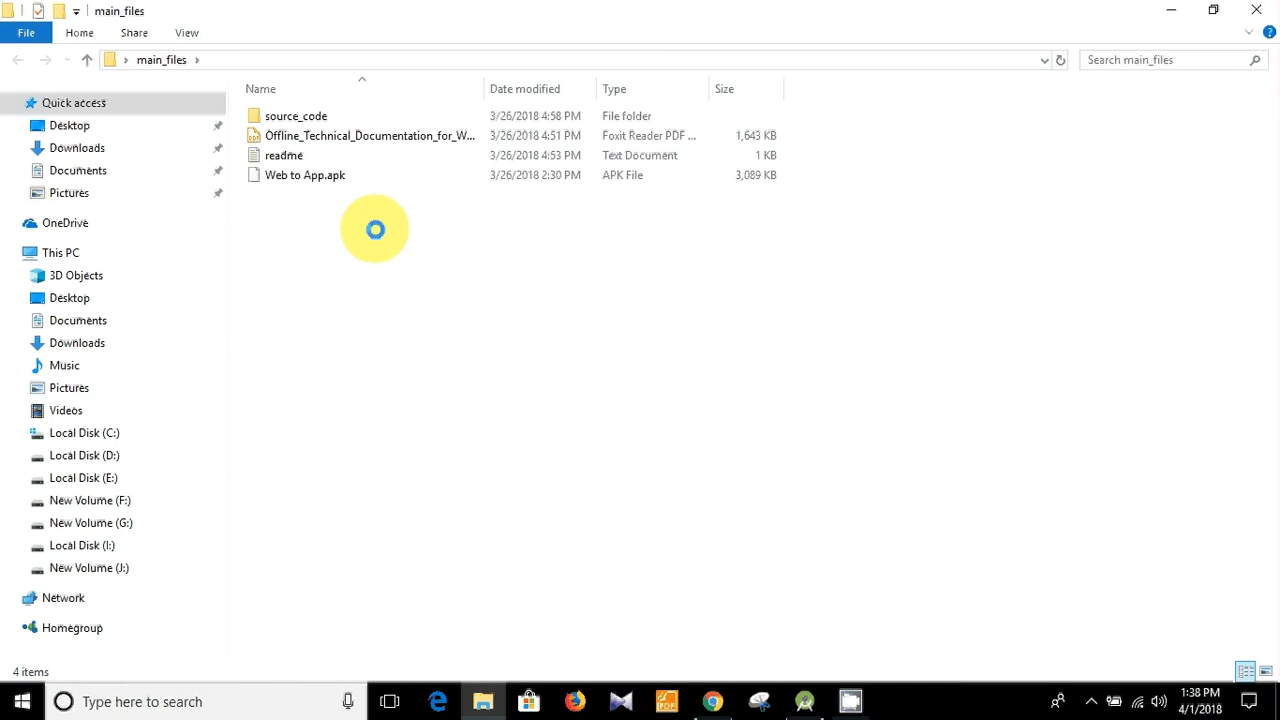 main_files
File Home Share View
main_files
Search main_files
Name Date modified Type Size
Quick access
Desktop
Downloads
Documents
Pictures
OneDrive
This PC
3D Objects
Desktop
Documents
Downloads
Music
Pictures
Videos
Local Disk (C:)
Local Disk (D:)
Local Disk (E:)
New Volume (F:)
New Volume (G:)
Local Disk (I:)
New Volume (J:)
Network
Homegroup
source_code 3/26/2018 4:58 PM File folder
Offline_Technical_Documentation_for_W... 3/26/2018 4:51 PM Foxit Reader PDF ... 1,643 KB
readme 3/26/2018 4:53 PM Text Document 1 KB
Web to App.apk 3/26/2018 2:30 PM APK File 3,089 KB
4 items
Type here to search
PDF
1:38 PM
4/1/2018